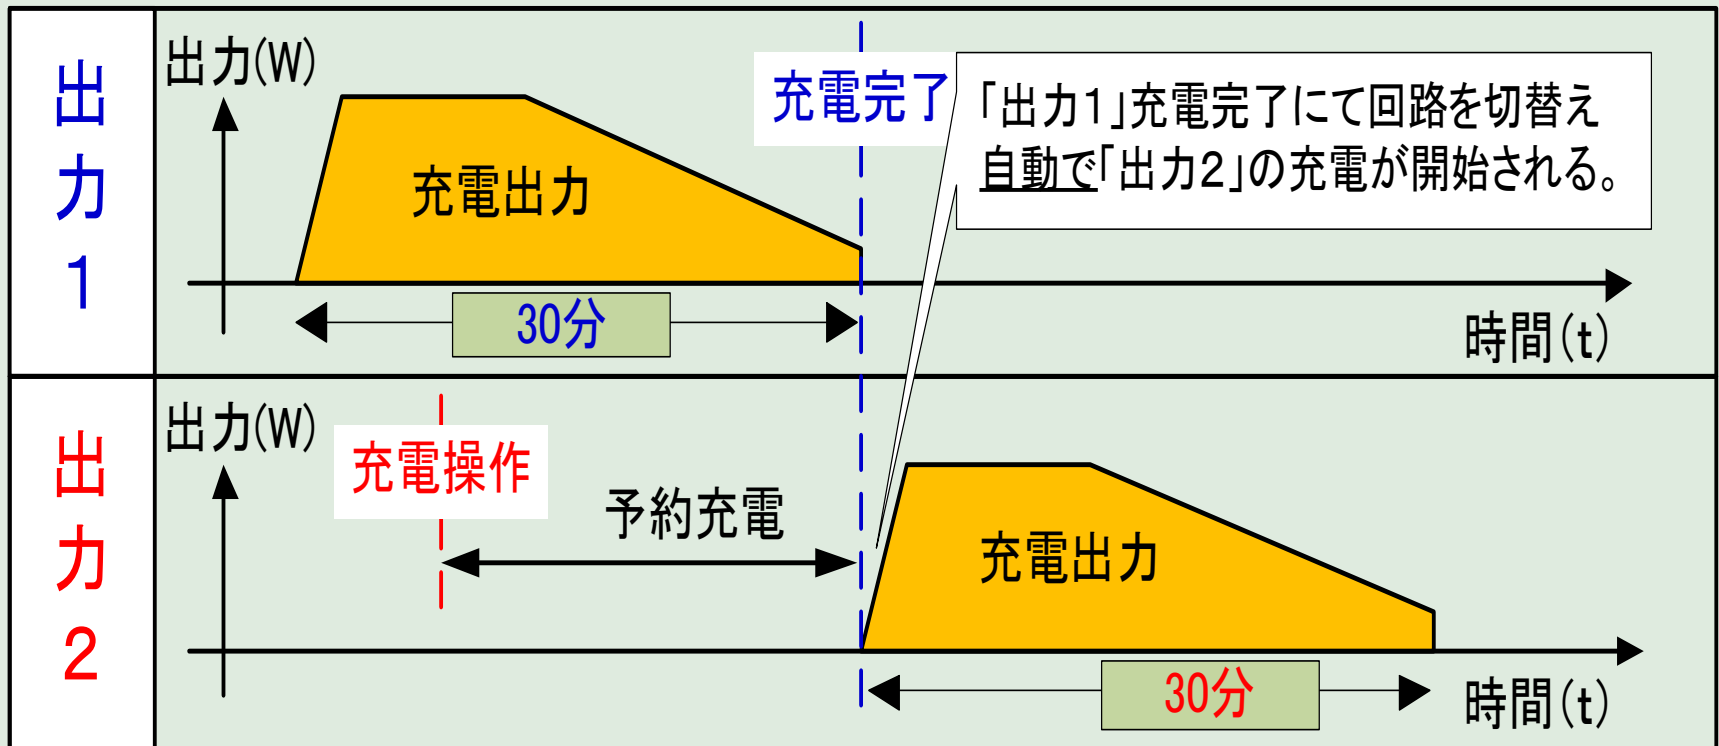 出力1
出力(W)
充電完了
「出力1」充電完了にて回路を切替え
自動で「出力2」の充電が開始される。
充電出力
30分
時間(t)
出力2
出力(W)
充電操作
予約充電
充電出力
30分
時間(t)